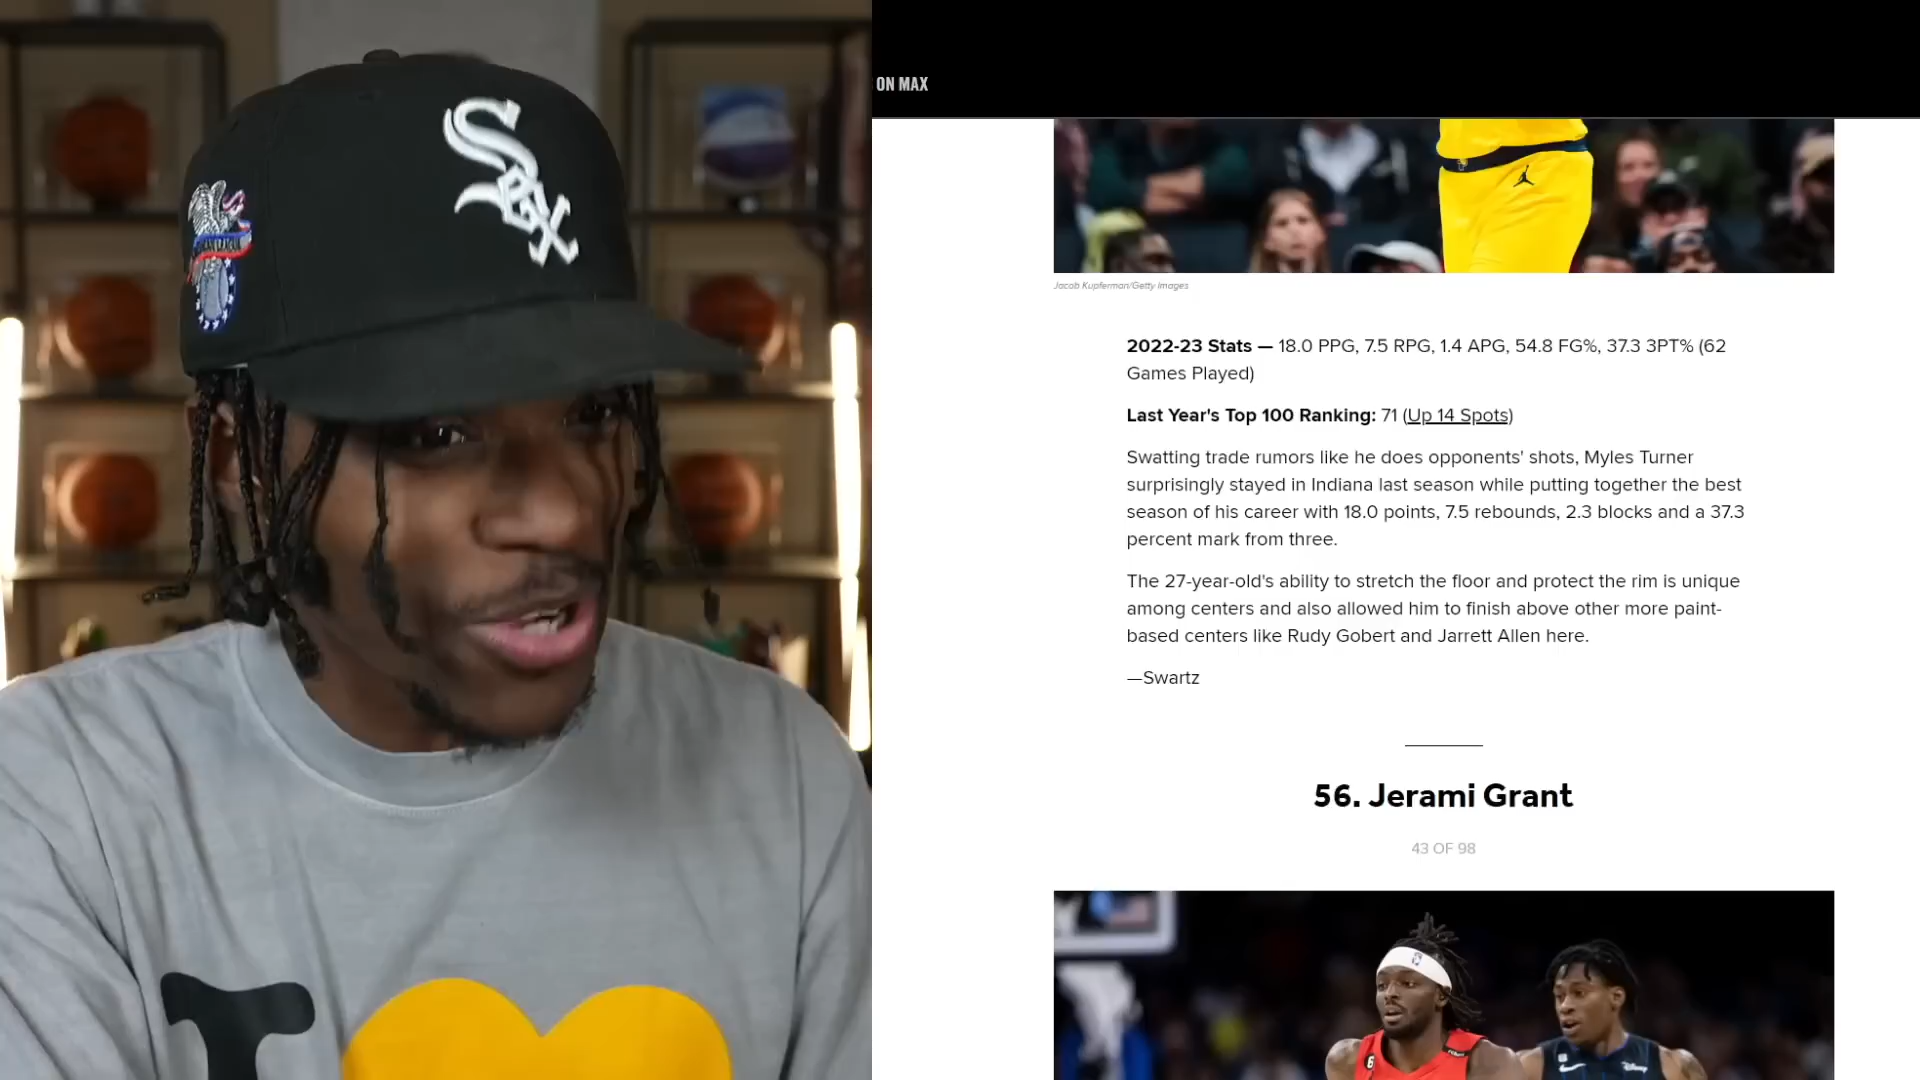 ON MAX
Jacob Kupferman/Getty Images
2022-23 Stats — 18.0 PPG, 7.5 RPG, 1.4 APG, 54.8 FG%, 37.3 3PT% (62
Games Played)
Last Year's Top 100 Ranking: 71 (Up 14 Spots)
Swatting trade rumors like he does opponents' shots, Myles Turner
surprisingly stayed in Indiana last season while putting together the best
season of his career with 18.0 points, 7.5 rebounds, 2.3 blocks and a 37.3
percent mark from three.
The 27-year-old's ability to stretch the floor and protect the rim is unique
among centers and also allowed him to finish above other more paint-
based centers like Rudy Gobert and Jarrett Allen here.
—Swartz
56. Jerami Grant
43 OF 98
Sox
I
6
Disney